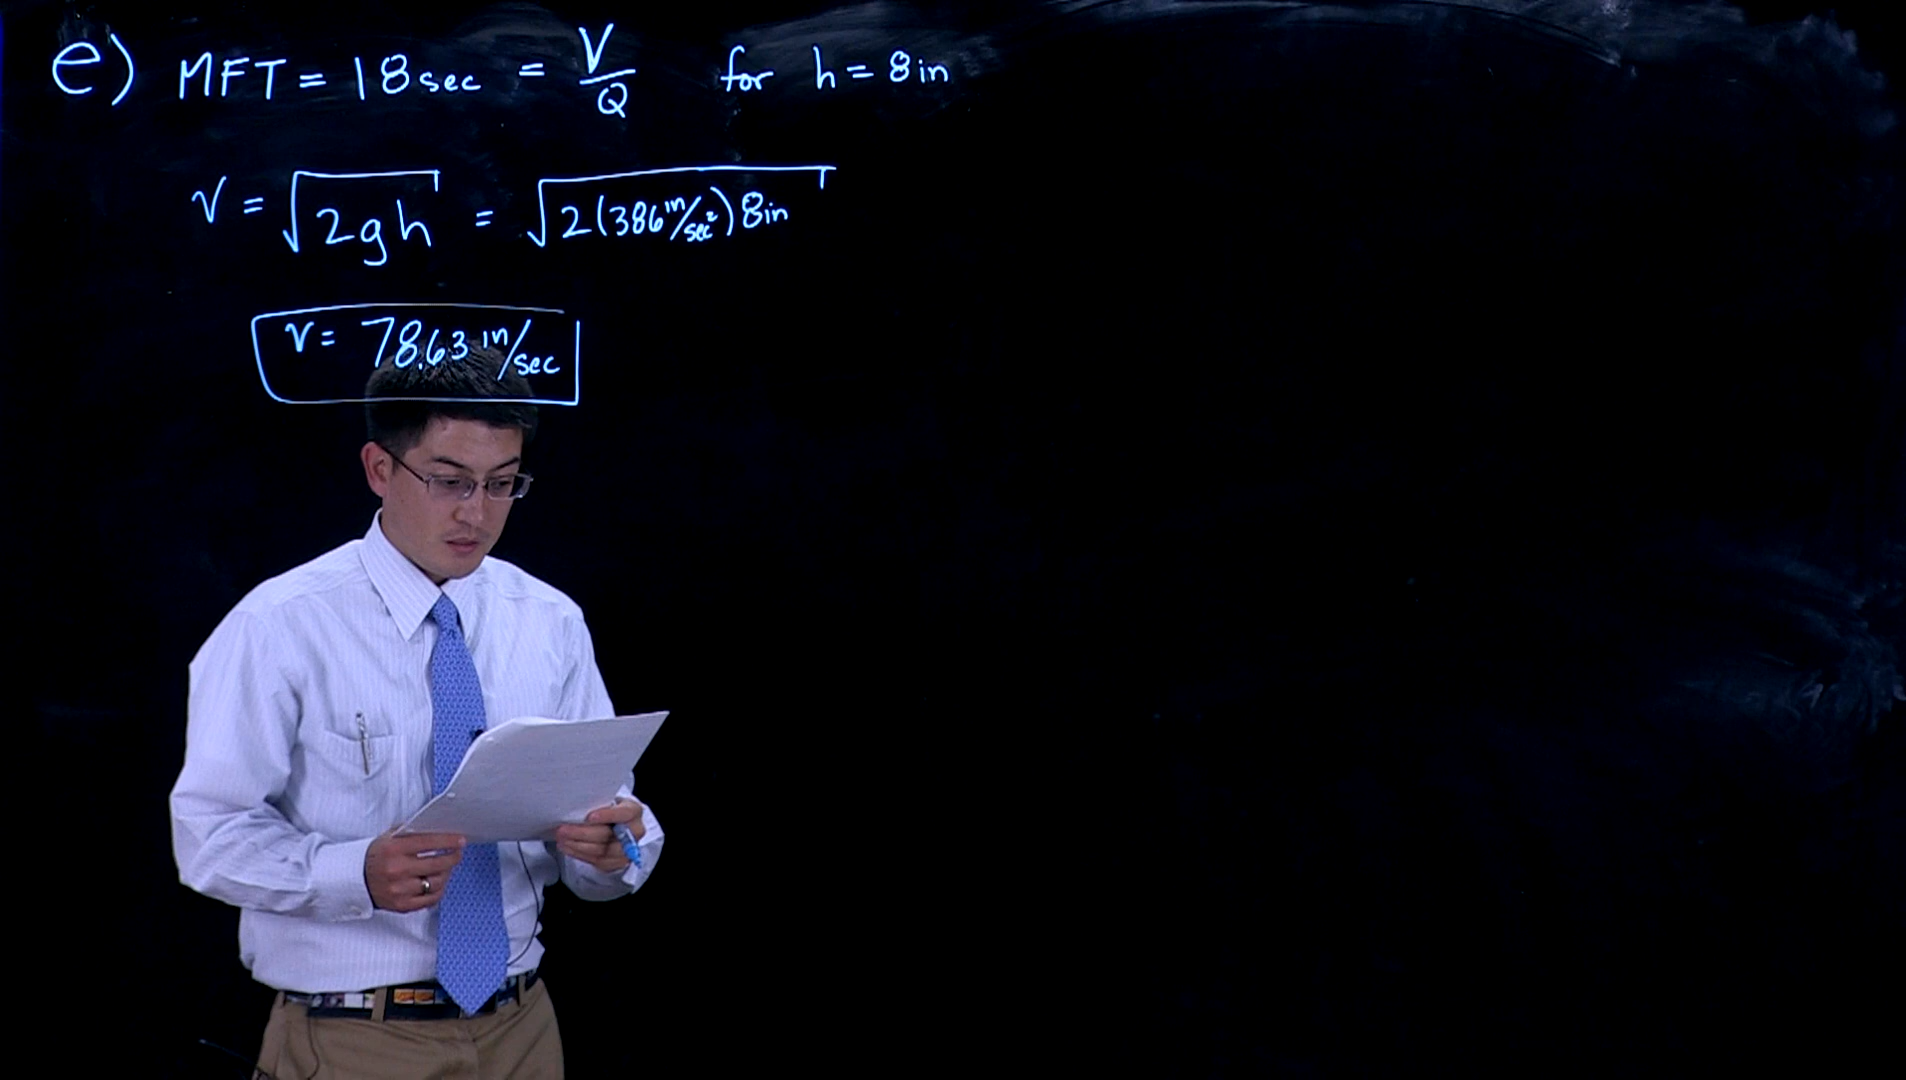 e) MFT = 18 sec = V/Q for h = 8 in
v = √2gh = √2(386 in/sec²) 8in
v = 78.63 in/sec